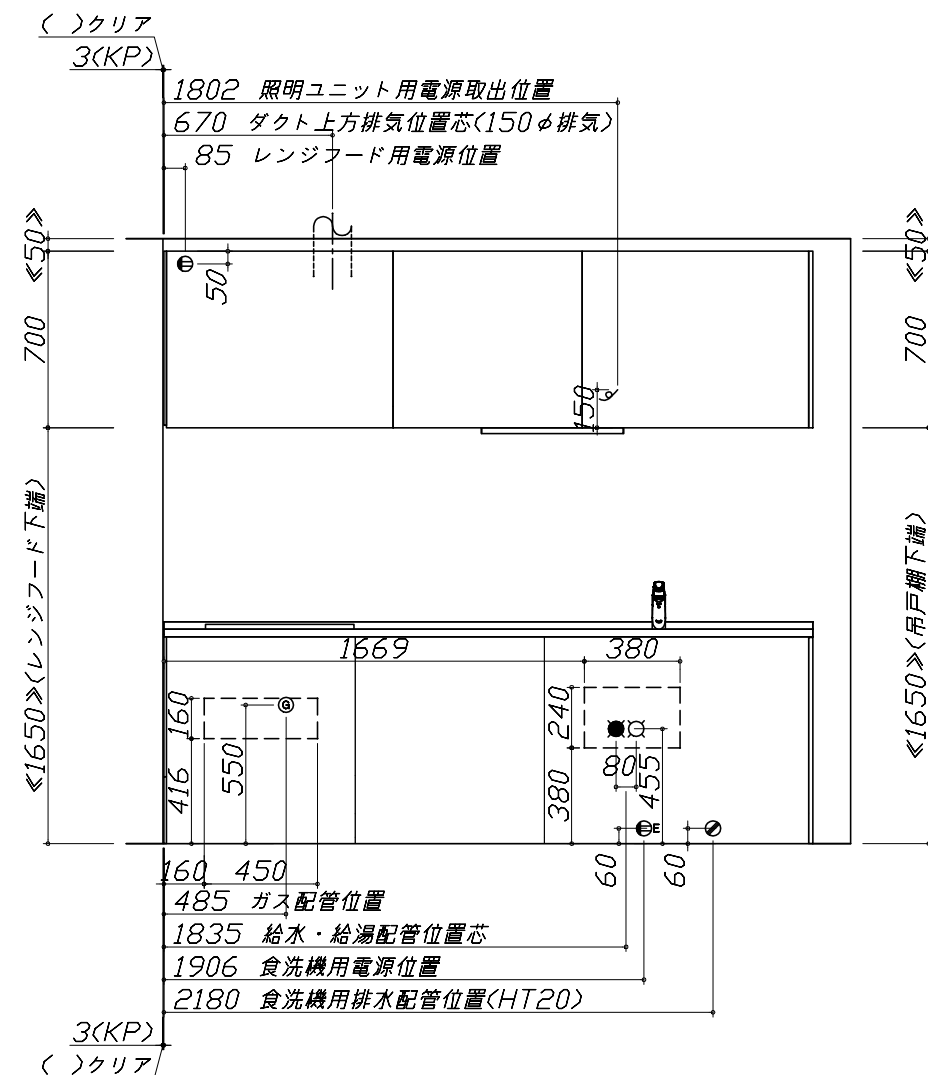 ( )クリア
3(KP)
1802 照明ユニット用電源取出位置
670 ダクト上方排気位置芯(150φ排気)
85 レンジフード用電源位置
≪50≫
700
≪1650≫(レンジフード下端)
50
150
≪50≫
700
≪1650≫(吊戸棚下端)
1669
380
160
416
550
G
240
380
80
455
E
60
60
160
450
485 ガス配管位置
1835 給水・給湯配管位置芯
1906 食洗機用電源位置
2180 食洗機用排水配管位置(HT20)
3(KP)
( )クリア